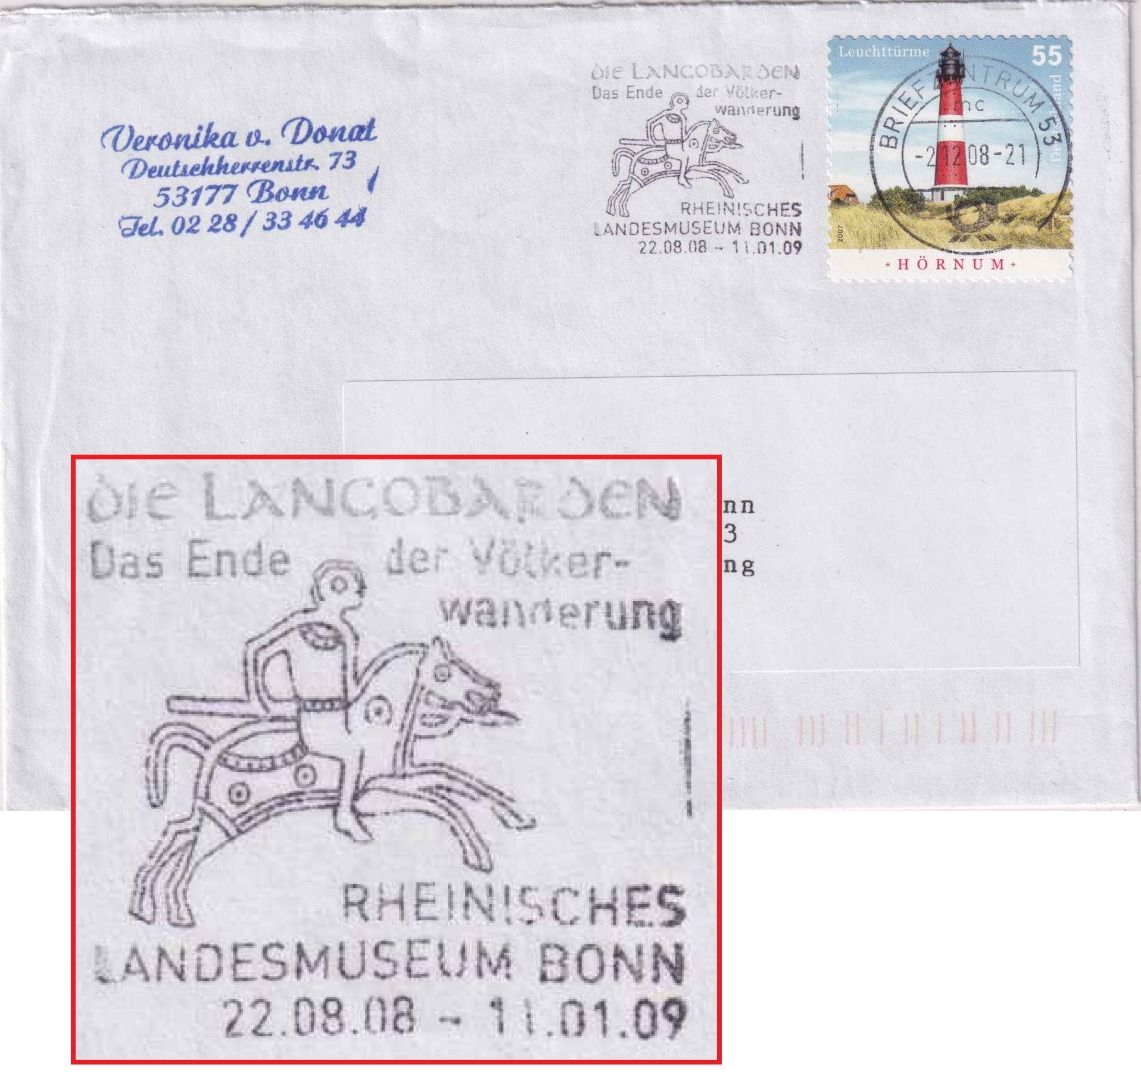 Veronika v. Donat
Deutschherrenstr. 73
53177 Bonn
Tel. 02 28 / 33 46 44
die LANGOBARDEN
Das Ende der Völker-
wanderung
RHEINISCHES
LANDESMUSEUM BONN
22.08.08 - 11.01.09
Leuchttürme
55
Deutschland
2007
HÖRNUM
BRIEFZENTRUM 53
mc
-2.12.08-21
nn
3
ng
die LANGOBARDEN
Das Ende der Völker-
wanderung
RHEINISCHES
LANDESMUSEUM BONN
22.08.08 - 11.01.09